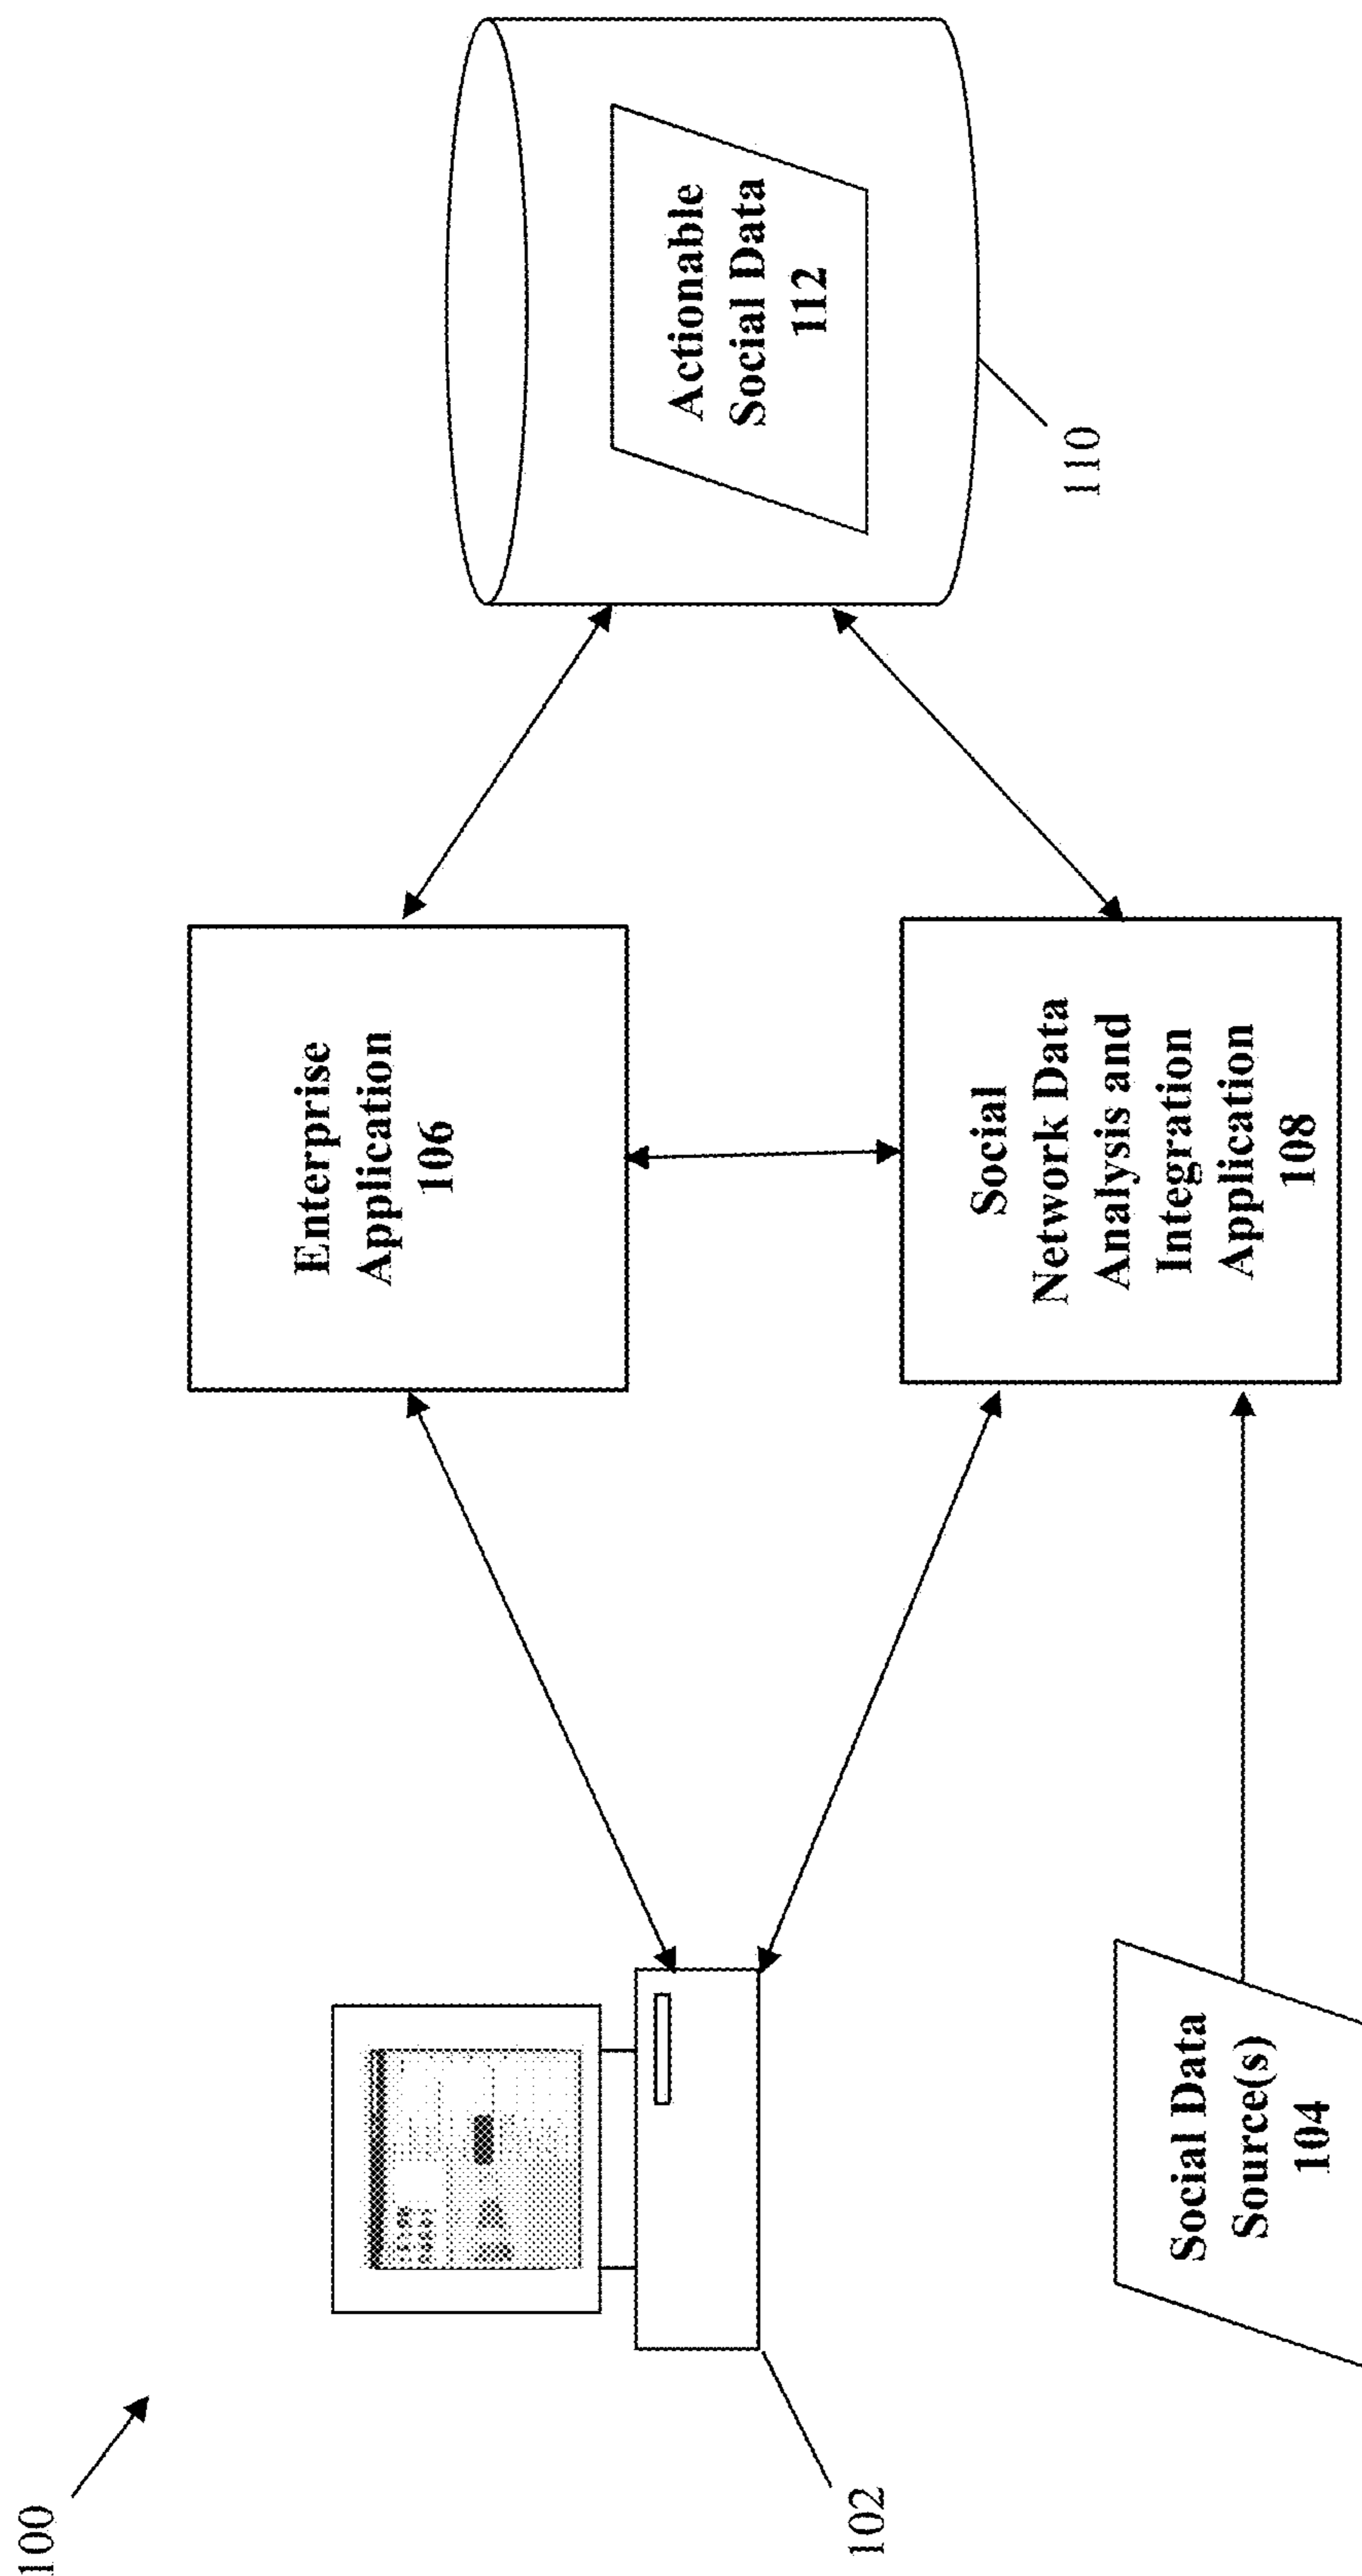 100
102
Social Data
Source(s)
104
Enterprise
Application
106
Social
Network Data
Analysis and
Integration
Application
108
Actionable
Social Data
112
110